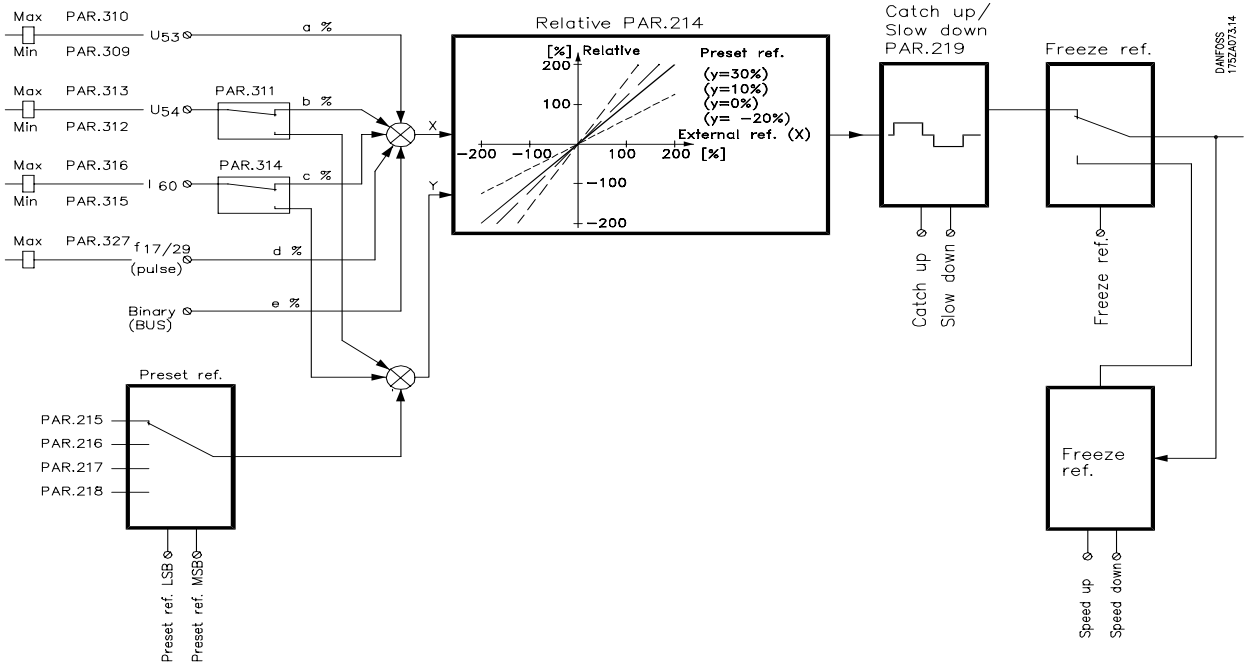 Max PAR.310
Min PAR.309
U53
a %
Max PAR.313
Min PAR.312
U54
PAR.311
b %
Max PAR.316
Min PAR.315
I 60
PAR.314
c %
Max PAR.327
f17/29
(pulse)
d %
Binary
(BUS)
e %
Preset ref.
PAR.215
PAR.216
PAR.217
PAR.218
Preset ref. LSB
Preset ref. MSB
X
Y
Relative PAR.214
[%] Relative
200
100
-200
-100
100 200
[%]
-100
-200
Preset ref.
(y=30%)
(y=10%)
(y=0%)
(y= -20%)
External ref. (X)
Catch up/
Slow down
PAR.219
Catch up
Slow down
Freeze ref.
Freeze ref.
Freeze
ref.
Speed up
Speed down
DANFOSS
175ZA073.14